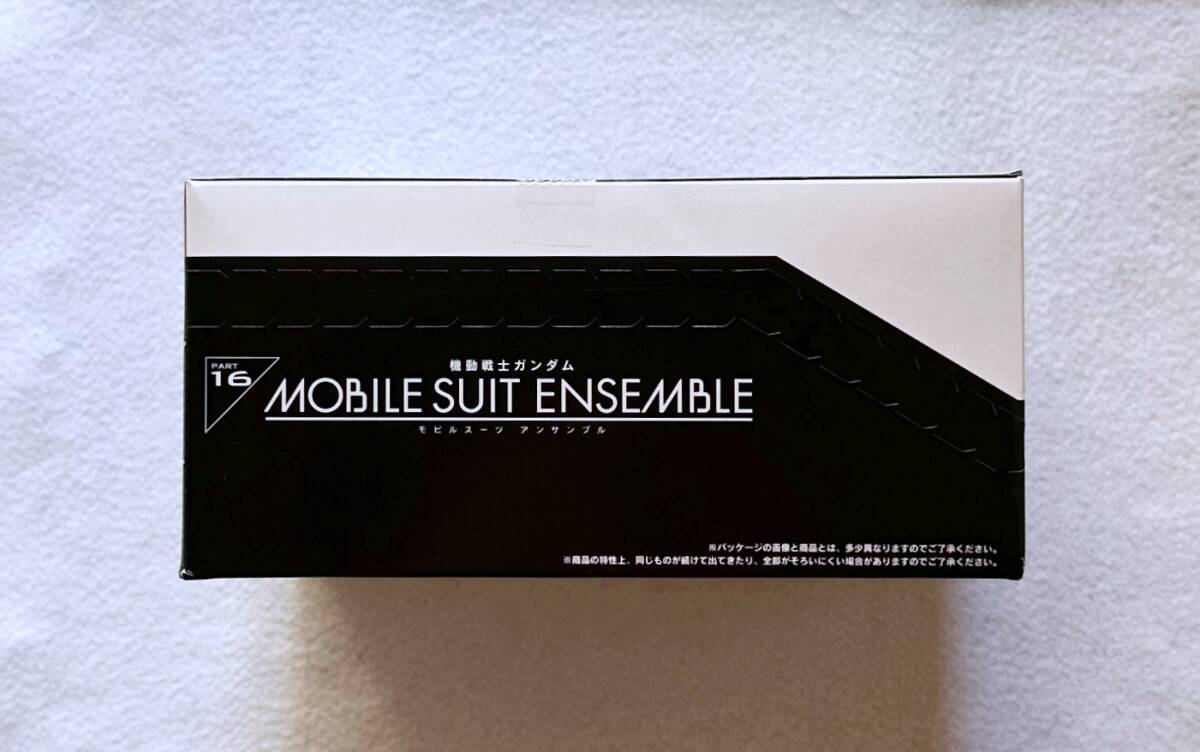 PART
16
機動戦士ガンダム
MOBILE SUIT ENSEMBLE
モビルスーツ アンサンブル
※パッケージの画像と商品とは、多少異なりますのでご了承ください。
※商品の特性上、同じものが続けて出てきたり、全部がそろいにくい場合がありますのでご了承ください。